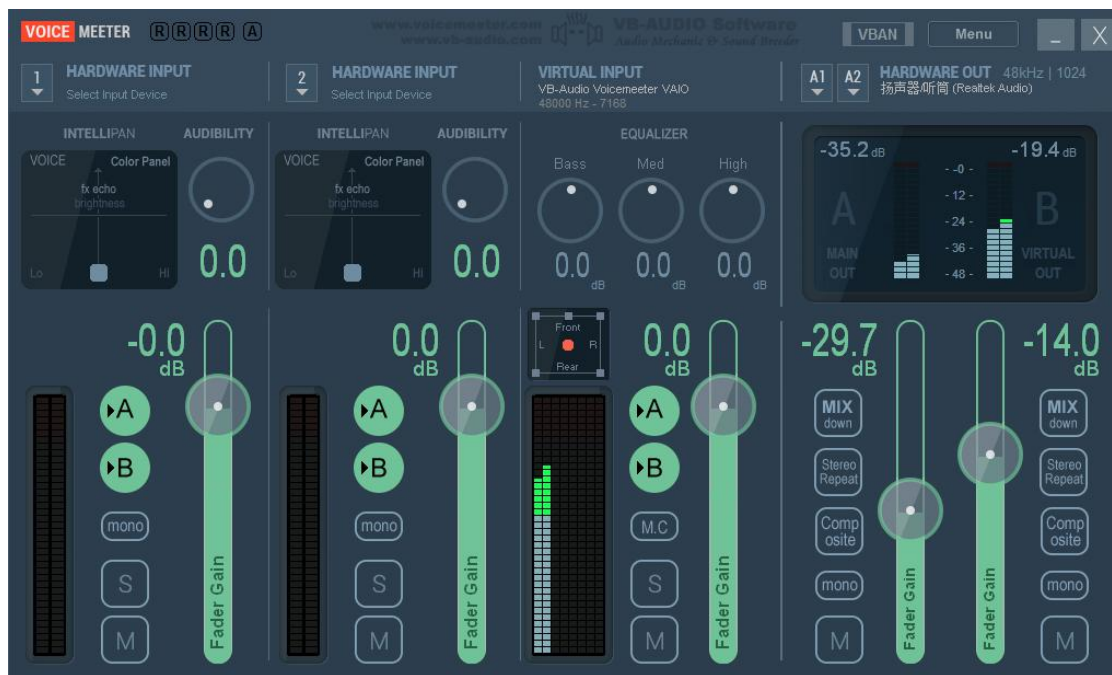 VOICE MEETER R R R R A www.voicemeeter.com VB-AUDIO Software VBAN Menu _ X
www.vb-audio.com Audio Mechanic & Sound Breeder
1 HARDWARE INPUT 2 HARDWARE INPUT VIRTUAL INPUT A1 A2 HARDWARE OUT 48kHz | 1024
Select Input Device Select Input Device VB-Audio Voicemeeter VAIO 扬声器/听筒 (Realtek Audio)
48000 Hz - 7168
INTELLIPAN AUDIBILITY INTELLIPAN AUDIBILITY EQUALIZER
-35.2 dB -19.4 dB
VOICE Color Panel VOICE Color Panel Bass Med High
- -0 -
fx echo fx echo
- 12 -
brightness brightness
A - 24 - B
- 36 -
MAIN OUT VIRTUAL OUT
Lo Hi 0.0 Lo Hi 0.0 0.0 dB 0.0 dB 0.0 dB
- 48 -
-0.0 dB 0.0 dB Front L R Rear 0.0 dB -29.7 dB -14.0 dB
A A A MIX down MIX down
B B B Stereo Repeat Stereo Repeat
mono mono M.C Comp osite Comp osite
S S S mono mono
M M M M M
Fader Gain Fader Gain Fader Gain Fader Gain Fader Gain